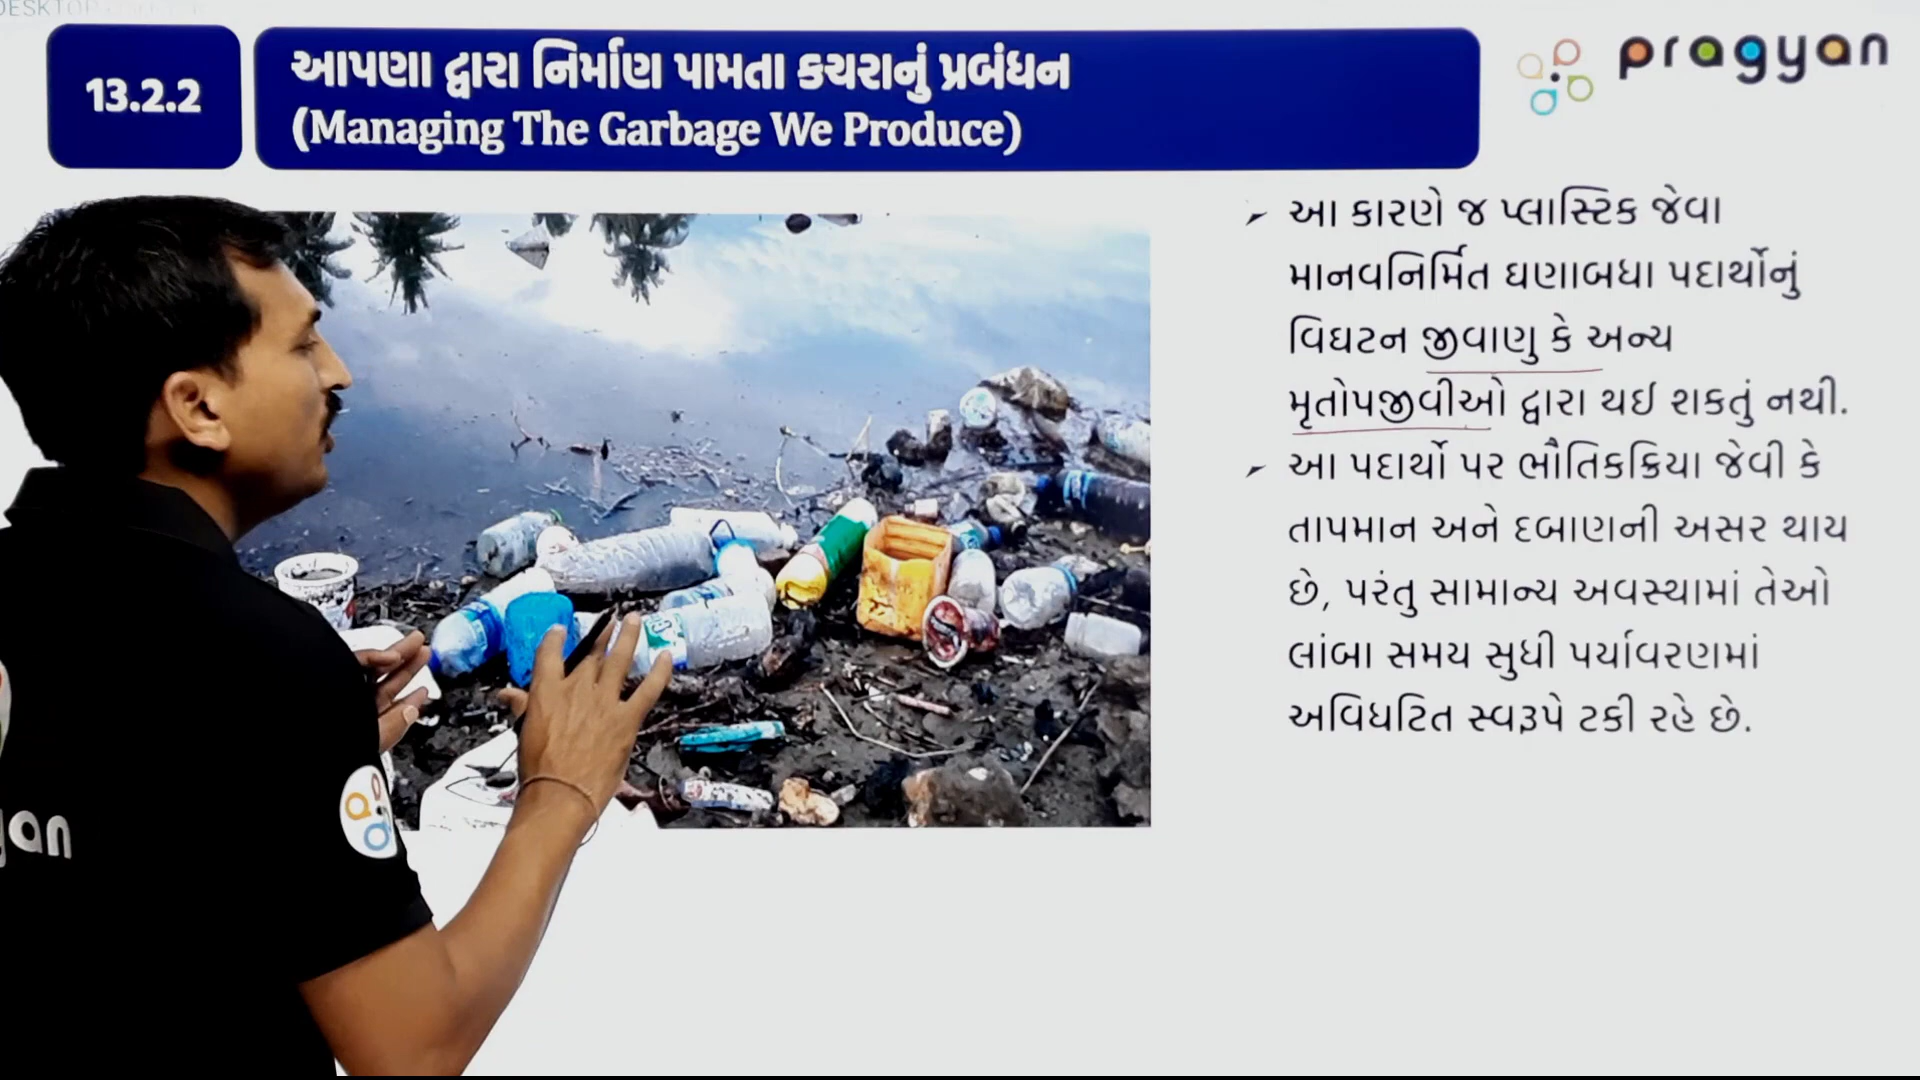 13.2.2
આપણા દ્વારા નિર્માણ પામતા કચરાનું પ્રબંધન
(Managing The Garbage We Produce)
pragyan
આ કારણે જ પ્લાસ્ટિક જેવા
માનવનિર્મિત ઘણાબધા પદાર્થોનું
વિઘટન જીવાણુ કે અન્ય
મૃતોપજીવીઓ દ્વારા થઇ શકતું નથી.
આ પદાર્થો પર ભૌતિકક્રિયા જેવી કે
તાપમાન અને દબાણની અસર થાય
છે, પરંતુ સામાન્ય અવસ્થામાં તેઓ
લાંબા સમય સુધી પર્યાવરણમાં
અવિઘટિત સ્વરૂપે ટકી રહે છે.